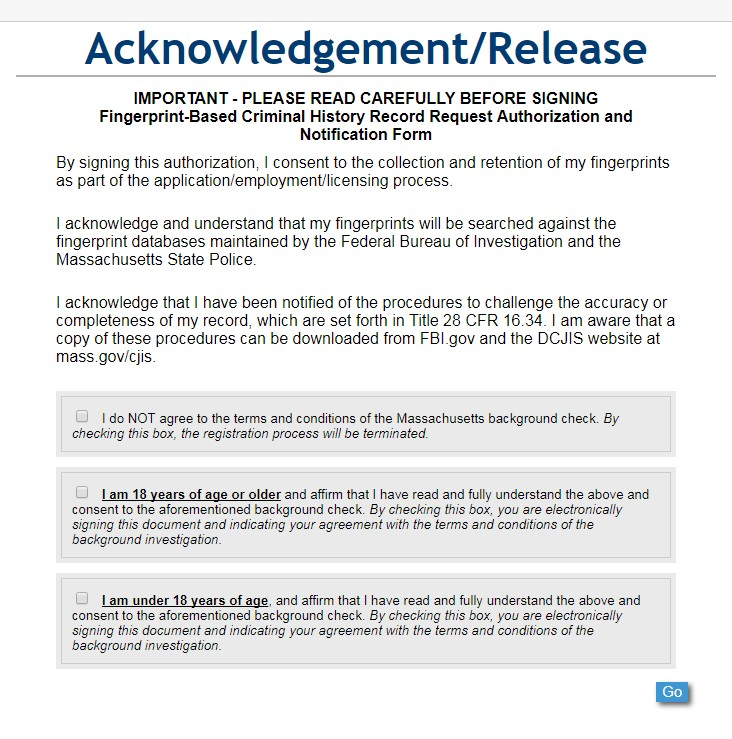 Acknowledgement/Release
IMPORTANT - PLEASE READ CAREFULLY BEFORE SIGNING
Fingerprint-Based Criminal History Record Request Authorization and
Notification Form
By signing this authorization, I consent to the collection and retention of my fingerprints
as part of the application/employment/licensing process.
I acknowledge and understand that my fingerprints will be searched against the
fingerprint databases maintained by the Federal Bureau of Investigation and the
Massachusetts State Police.
I acknowledge that I have been notified of the procedures to challenge the accuracy or
completeness of my record, which are set forth in Title 28 CFR 16.34. I am aware that a
copy of these procedures can be downloaded from FBI.gov and the DCJIS website at
mass.gov/cjis.
I do NOT agree to the terms and conditions of the Massachusetts background check. By
checking this box, the registration process will be terminated.
I am 18 years of age or older and affirm that I have read and fully understand the above and
consent to the aforementioned background check. By checking this box, you are electronically
signing this document and indicating your agreement with the terms and conditions of the
background investigation.
I am under 18 years of age, and affirm that I have read and fully understand the above and
consent to the aforementioned background check. By checking this box, you are electronically
signing this document and indicating your agreement with the terms and conditions of the
background investigation.
Go